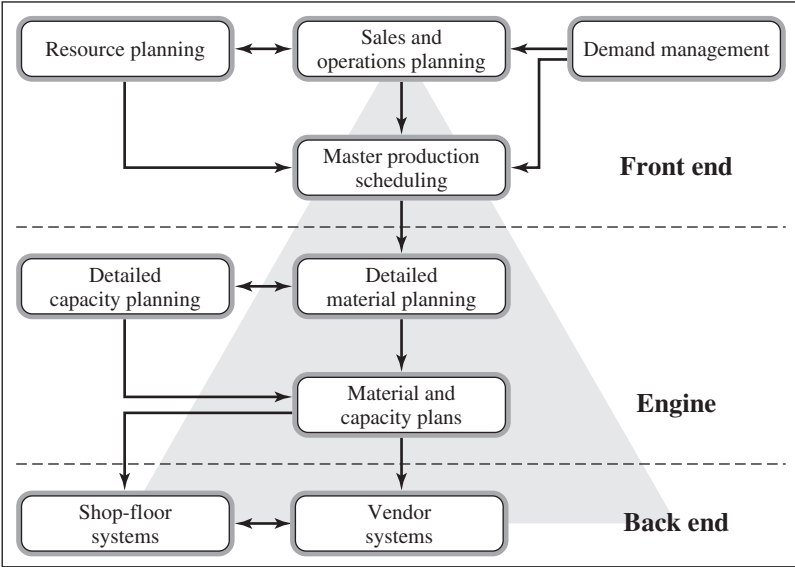 Resource planning
Sales and
operations planning
Demand management
Master production
scheduling
Front end
Detailed
capacity planning
Detailed
material planning
Material and
capacity plans
Engine
Shop-floor
systems
Vendor
systems
Back end